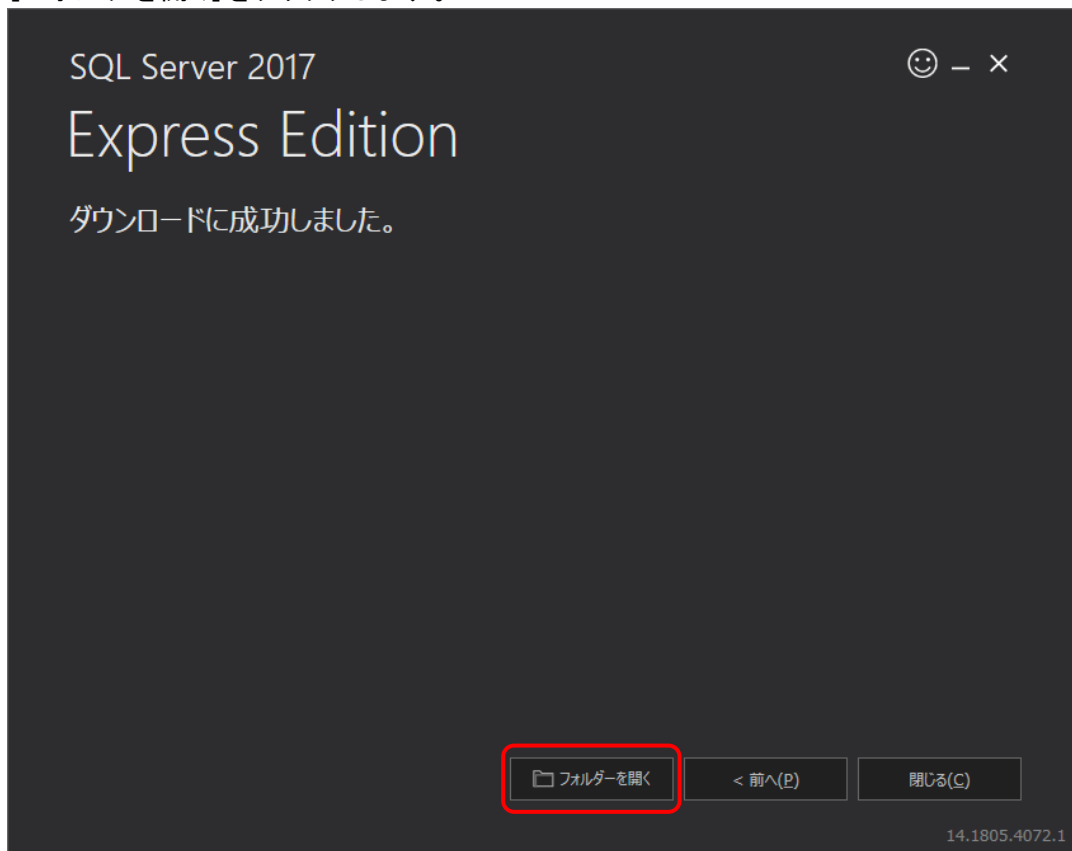 SQL Server 2017
Express Edition
ダウンロードに成功しました。
フォルダーを開く
< 前へ(P)
閉じる(C)
14.1805.4072.1